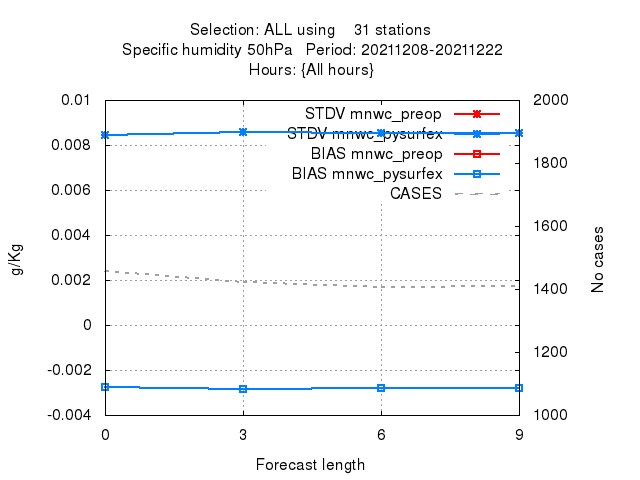 Selection: ALL using 31 stations
Specific humidity 50hPa Period: 20211208-20211222
Hours: {All hours}
0.01 2000
STDV mnwc_preop
0.008 STDV mnwc_pysurfex
BIAS mnwc_preop 1800
BIAS mnwc_pysurfex
0.006 CASES
0.004 1600
g/Kg No cases
0.002 1400
0
-0.002 1200
-0.004 1000
0 3 6 9
Forecast length